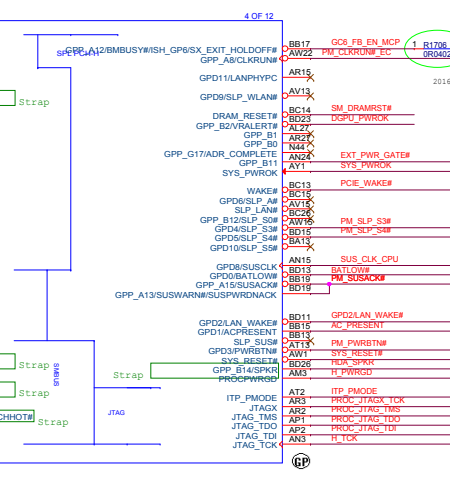 4 OF 12
GPP_A12/BMBUSY#/ISH_GP6/SX_EXIT_HOLDOFF# BB17 GC6_FB_EN_MCP 1 R1706
GPP_A8/CLKRUN# AW22 PM_CLKRUN#_EC 0R0402
GPD11/LANPHYPC AR15
2016
GPD9/SLP_WLAN# AV13
Strap
DRAM_RESET# BC14 SM_DRAMRST#
GPP_B2/VRALERT# BD23 DGPU_PWROK
GPP_B1 AL27
GPP_B0 AR27
GPP_G17/ADR_COMPLETE N44
GPP_B11 AN24 EXT_PWR_GATE#
SYS_PWROK AY1 SYS_PWROK
WAKE# BC13 PCIE_WAKE#
GPD6/SLP_A# BC15
SLP_LAN# AV15
GPP_B12/SLP_S0# BC26
GPD4/SLP_S3# AW15 PM_SLP_S3#
GPD5/SLP_S4# BD15 PM_SLP_S4#
GPD10/SLP_S5# BA13
GPD8/SUSCLK AN15 SUS_CLK_CPU
GPD0/BATLOW# BD13 BATLOW#
GPP_A15/SUSACK# BB19 PM_SUSACK#
GPP_A13/SUSWARN#/SUSPWRDNACK BD19
GPD2/LAN_WAKE# BD11 GPD2/LAN_WAKE#
GPD1/ACPRESENT BB15 AC_PRESENT
SLP_SUS# BB13
GPD3/PWRBTN# AT13 PM_PWRBTN#
SYS_RESET# AW1 SYS_RESET#
Strap SMBUS Strap GPP_B14/SPKR BD26 HDA_SPKR
PROCPWRGD AM3 H_PWRGD
Strap
ITP_PMODE AT2 ITP_PMODE
JTAGX AR3 PROC_JTAGX_TCK
CHHOT# Strap JTAG JTAG_TMS AR2 PROC_JTAG_TMS
JTAG_TDO AP1 PROC_JTAG_TDO
JTAG_TDI AP2 PROC_JTAG_TDI
JTAG_TCK AN3 H_TCK
GP